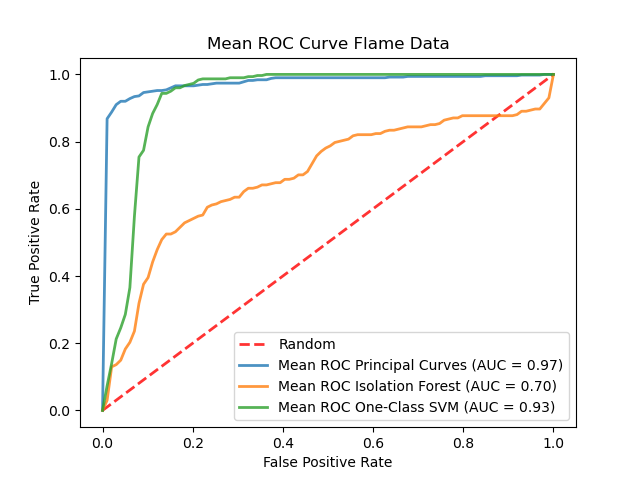 Mean ROC Curve Flame Data
True Positive Rate
1.0
0.8
0.6
0.4
0.2
0.0
Random
Mean ROC Principal Curves (AUC = 0.97)
Mean ROC Isolation Forest (AUC = 0.70)
Mean ROC One-Class SVM (AUC = 0.93)
0.0 0.2 0.4 0.6 0.8 1.0
False Positive Rate